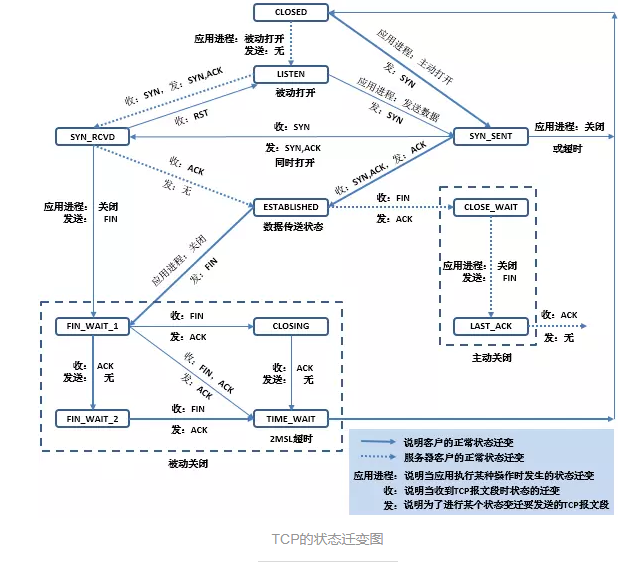 CLOSED
应用进程：被动打开
发送：无
应用进程：主动打开
发：SYN
LISTEN
被动打开
收：SYN，发：SYN,ACK
收：RST
应用进程：发送数据
发：SYN
SYN_RCVD
收：SYN
发：SYN,ACK
同时打开
SYN_SENT
应用进程：关闭
或超时
收：ACK
发：无
收：SYN,ACK，发：ACK
应用进程：关闭
发送：FIN
ESTABLISHED
数据传送状态
收：FIN
发：ACK
CLOSE_WAIT
应用进程：关闭
发：FIN
应用进程：关闭
发送：FIN
FIN_WAIT_1
收：FIN
发：ACK
CLOSING
LAST_ACK
收：ACK
发：无
主动关闭
收：ACK
发送：无
收：FIN，ACK
发：ACK
收：ACK
发送：无
FIN_WAIT_2
收：FIN
发：ACK
TIME_WAIT
2MSL超时
被动关闭
说明客户的正常状态迁变
服务器客户的正常状态迁变
应用进程：说明当应用执行某种操作时发生的状态迁变
收：说明当收到TCP报文段时状态的迁变
发：说明为了进行某个状态变迁要发送的TCP报文段
TCP的状态迁变图